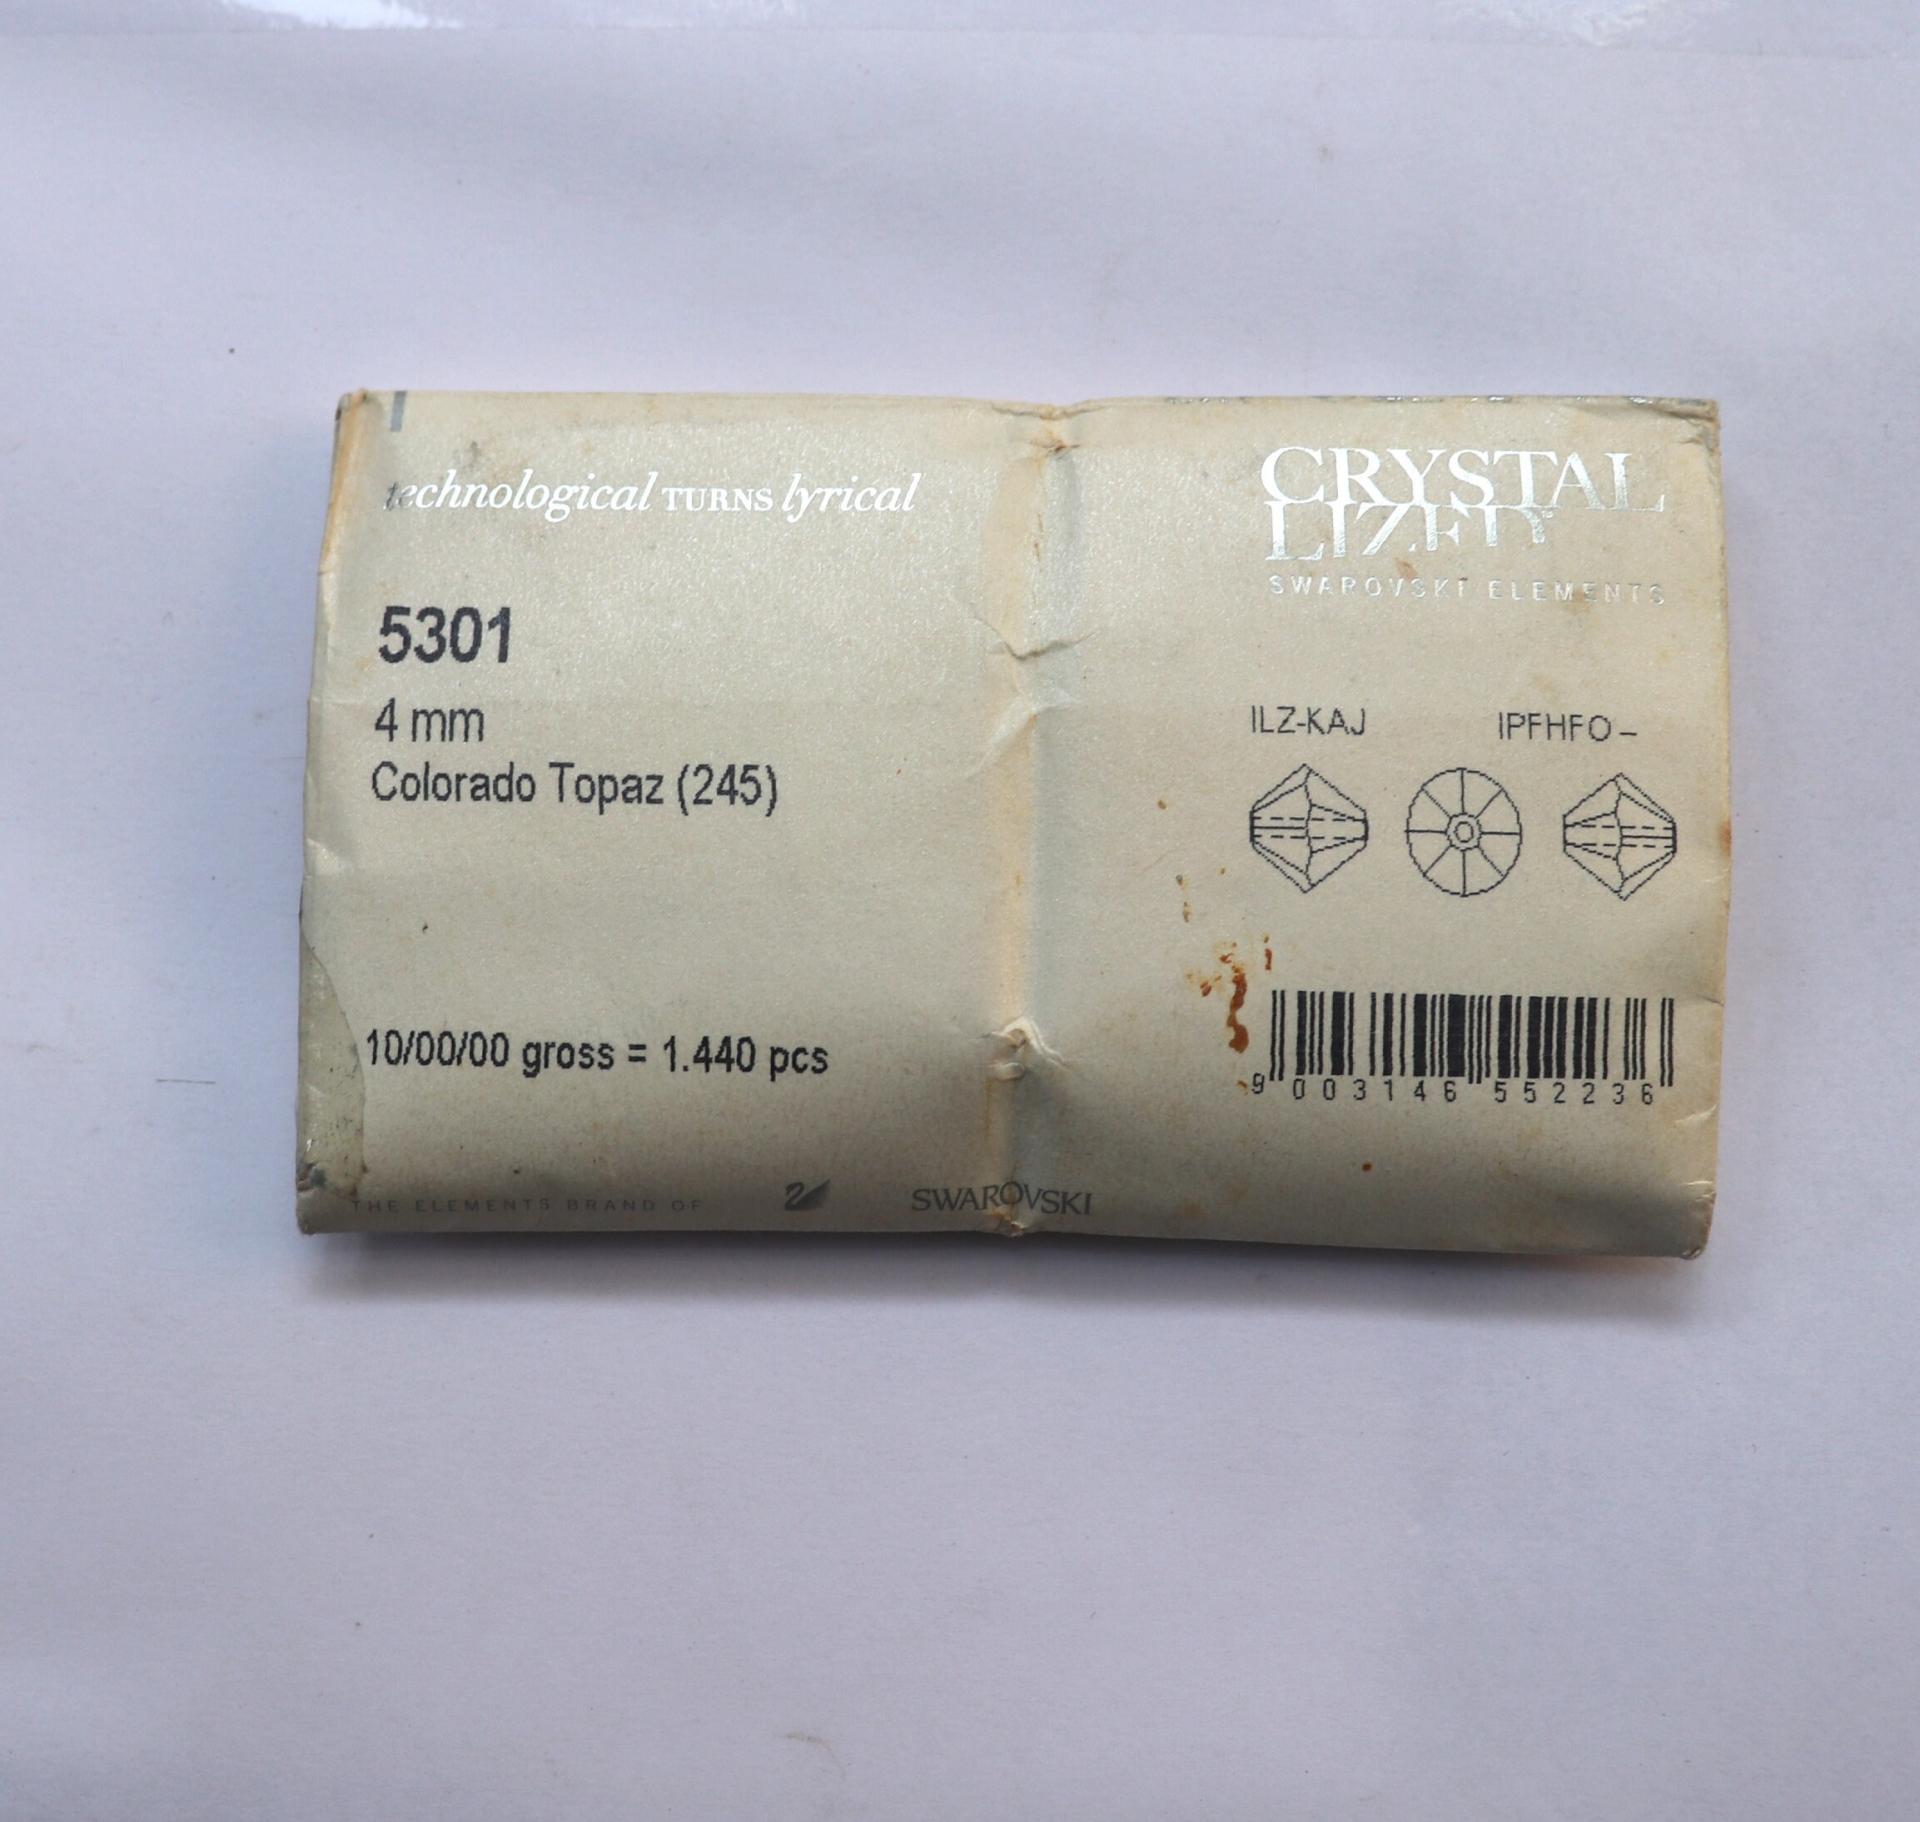 technological TURNS lyrical
CRYSTAL
LIZED
SWAROVSKI ELEMENTS
5301
4 mm
Colorado Topaz (245)
ILZ-KAJ IPFHFO –
10/00/00 gross = 1.440 pcs
9 003146 552236
THE ELEMENTS BRAND OF SWAROVSKI